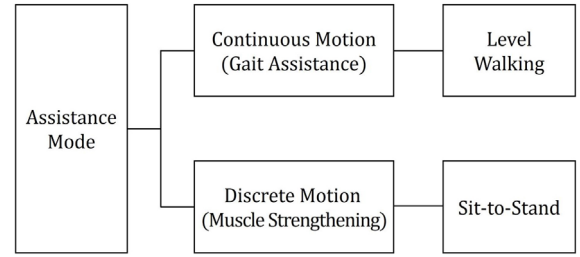 Assistance
Mode
Continuous Motion
(Gait Assistance)
Level
Walking
Discrete Motion
(Muscle Strengthening)
Sit-to-Stand